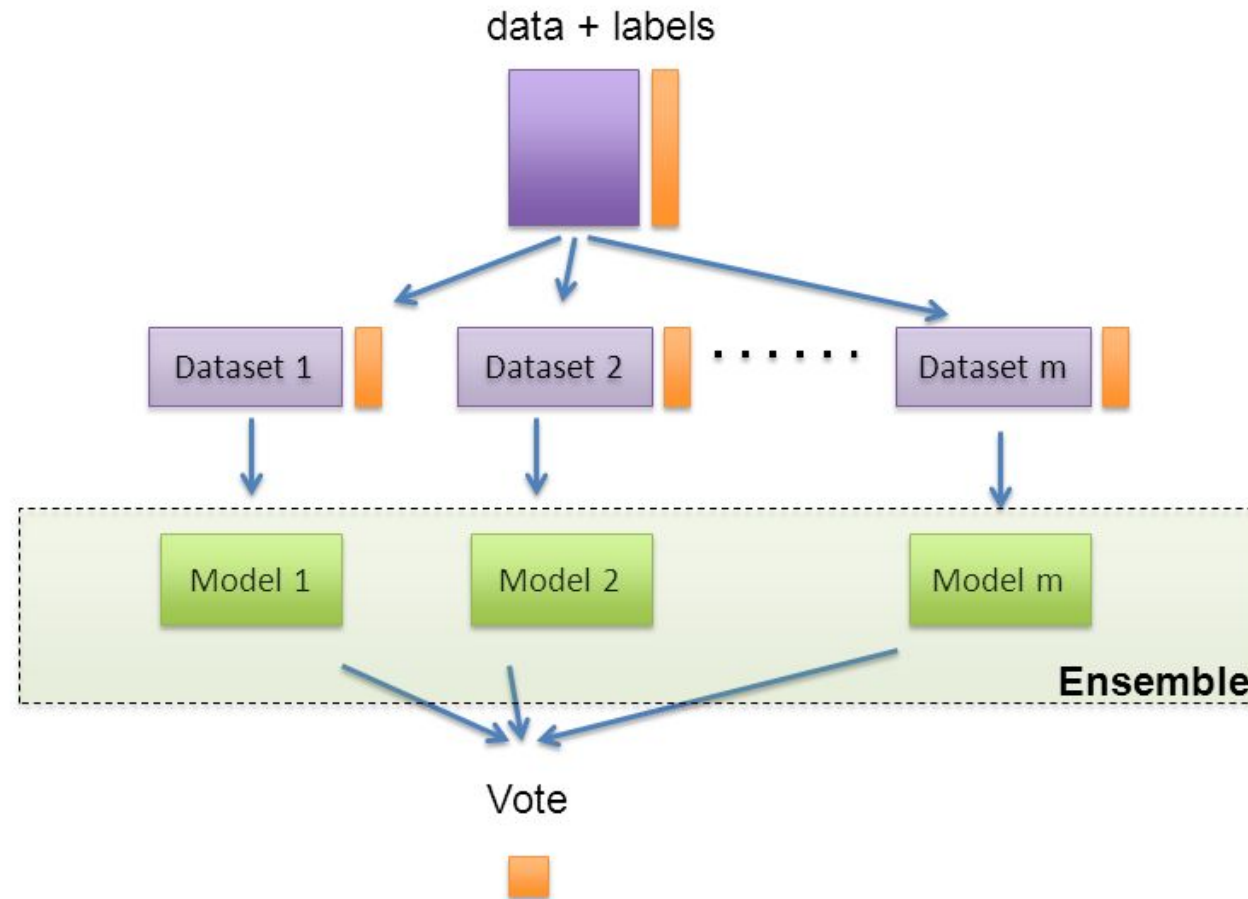 data + labels
Dataset 1
Dataset 2
. . . . . .
Dataset m
Model 1
Model 2
Model m
Ensemble
Vote